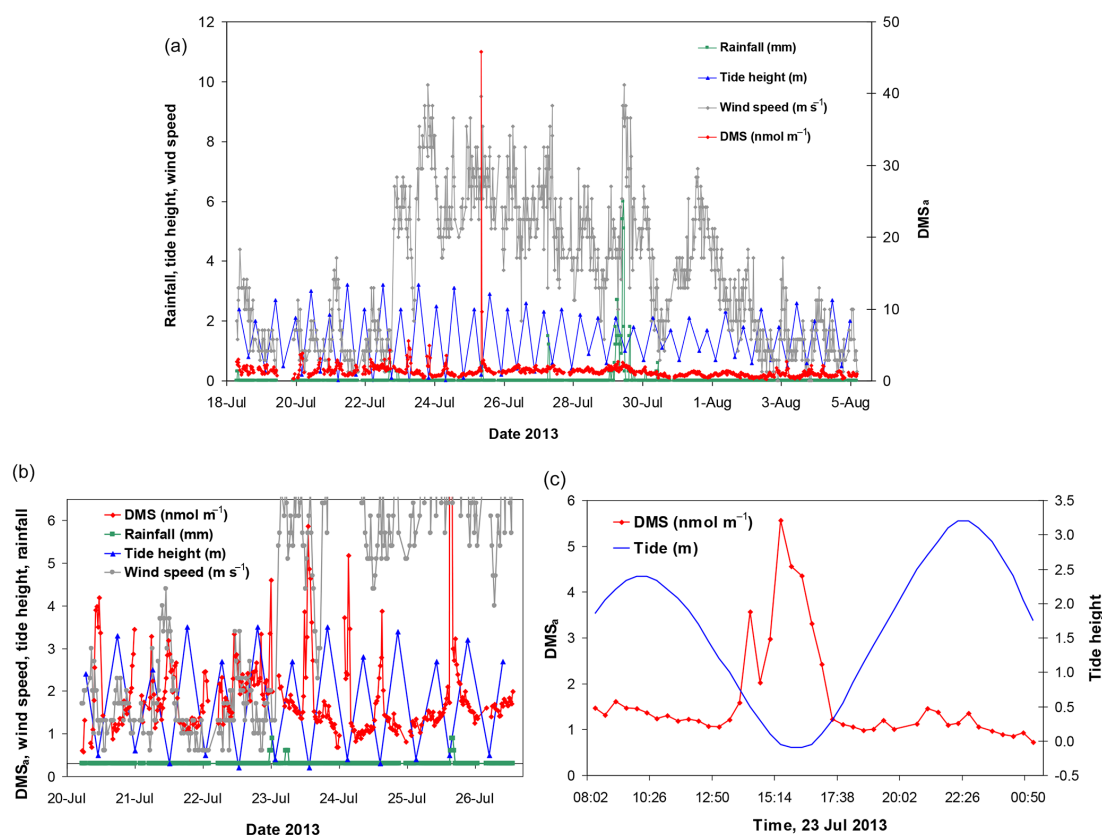 (a)
12
10
8
6
4
2
0
Rainfall, tide height, wind speed
50
40
30
20
10
0
DMSₐ
Rainfall (mm)
Tide height (m)
Wind speed (m s⁻¹)
DMS (nmol m⁻¹)
18-Jul 20-Jul 22-Jul 24-Jul 26-Jul 28-Jul 30-Jul 1-Aug 3-Aug 5-Aug
Date 2013
(b)
6
5
4
3
2
1
0
DMSₐ, wind speed, tide height, rainfall
DMS (nmol m⁻¹)
Rainfall (mm)
Tide height (m)
Wind speed (m s⁻¹)
20-Jul 21-Jul 22-Jul 23-Jul 24-Jul 25-Jul 26-Jul
Date 2013
(c)
6
5
4
3
2
1
0
DMSₐ
DMS (nmol m⁻¹)
Tide (m)
3.5
3.0
2.5
2.0
1.5
1.0
0.5
0.0
-0.5
Tide height
08:02 10:26 12:50 15:14 17:38 20:02 22:26 00:50
Time, 23 Jul 2013